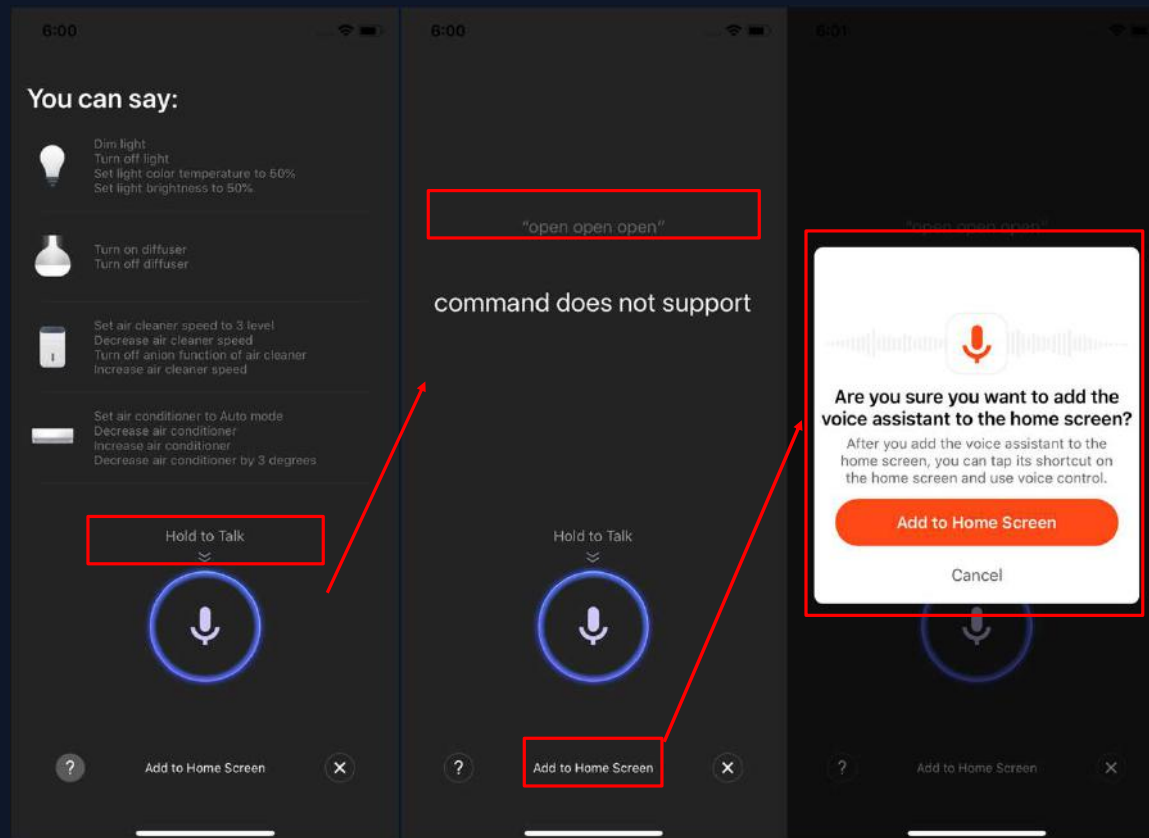 6:00
You can say:
Dim light
Turn off light
Set light color temperature to 50%
Set light brightness to 50%
Turn on diffuser
Turn off diffuser
Set air cleaner speed to 3 level
Decrease air cleaner speed
Turn off anion function of air cleaner
Increase air cleaner speed
Set air conditioner to Auto mode
Decrease air conditioner
Increase air conditioner
Decrease air conditioner by 3 degrees
Hold to Talk
?
Add to Home Screen
6:00
"open open open"
command does not support
Hold to Talk
?
Add to Home Screen
6:01
"open open open"
Are you sure you want to add the
voice assistant to the home screen?
After you add the voice assistant to the
home screen, you can tap its shortcut on
the home screen and use voice control.
Add to Home Screen
Cancel
?
Add to Home Screen